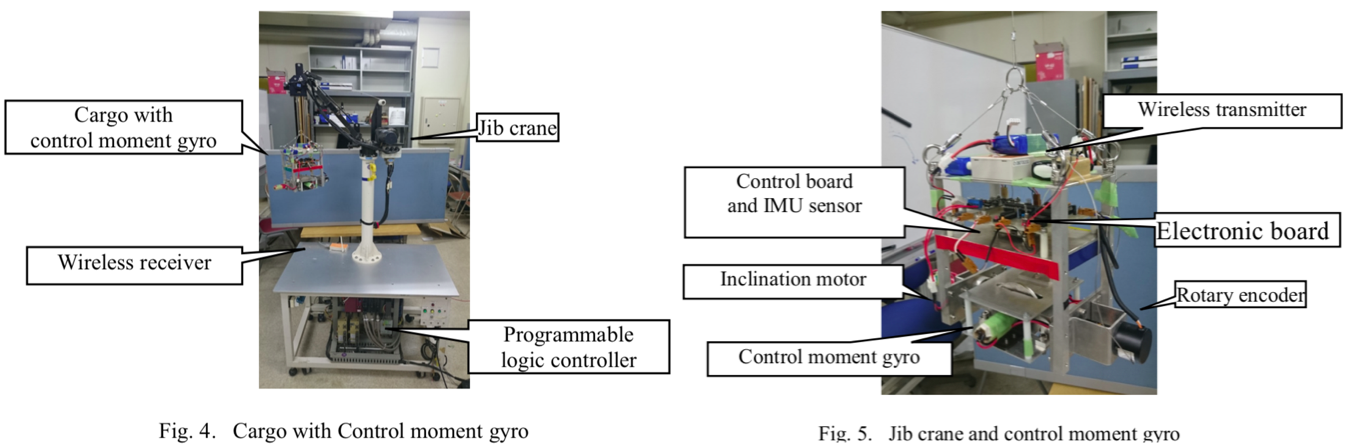 Cargo with
control moment gyro
Jib crane
Wireless receiver
Programmable
logic controller
Fig. 4. Cargo with Control moment gyro
Wireless transmitter
Control board
and IMU sensor
Electronic board
Inclination motor
Rotary encoder
Control moment gyro
Fig. 5. Jib crane and control moment gyro